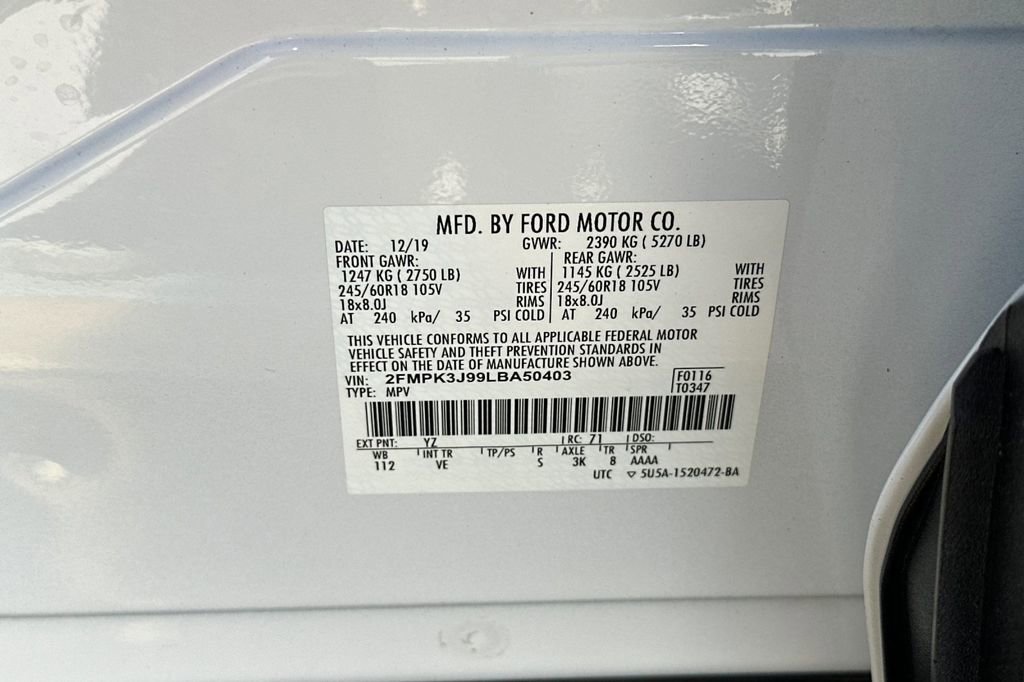 MFD. BY FORD MOTOR CO.
DATE: 12/19 GVWR: 2390 KG ( 5270 LB)
FRONT GAWR: REAR GAWR:
1247 KG ( 2750 LB) WITH 1145 KG ( 2525 LB) WITH
245/60R18 105V TIRES 245/60R18 105V TIRES
18x8.0J RIMS 18x8.0J RIMS
AT 240 kPa/ 35 PSI COLD AT 240 kPa/ 35 PSI COLD
THIS VEHICLE CONFORMS TO ALL APPLICABLE FEDERAL MOTOR
VEHICLE SAFETY AND THEFT PREVENTION STANDARDS IN
EFFECT ON THE DATE OF MANUFACTURE SHOWN ABOVE.
VIN: 2FMPK3J99LBA50403 F0116
TYPE: MPV T0347
EXT PNT: YZ RC: 71 DSO:
WB INT TR TP/PS R AXLE TR SPR
112 VE S 3K 8 AAAA
UTC ▽ 5U5A-1520472-BA